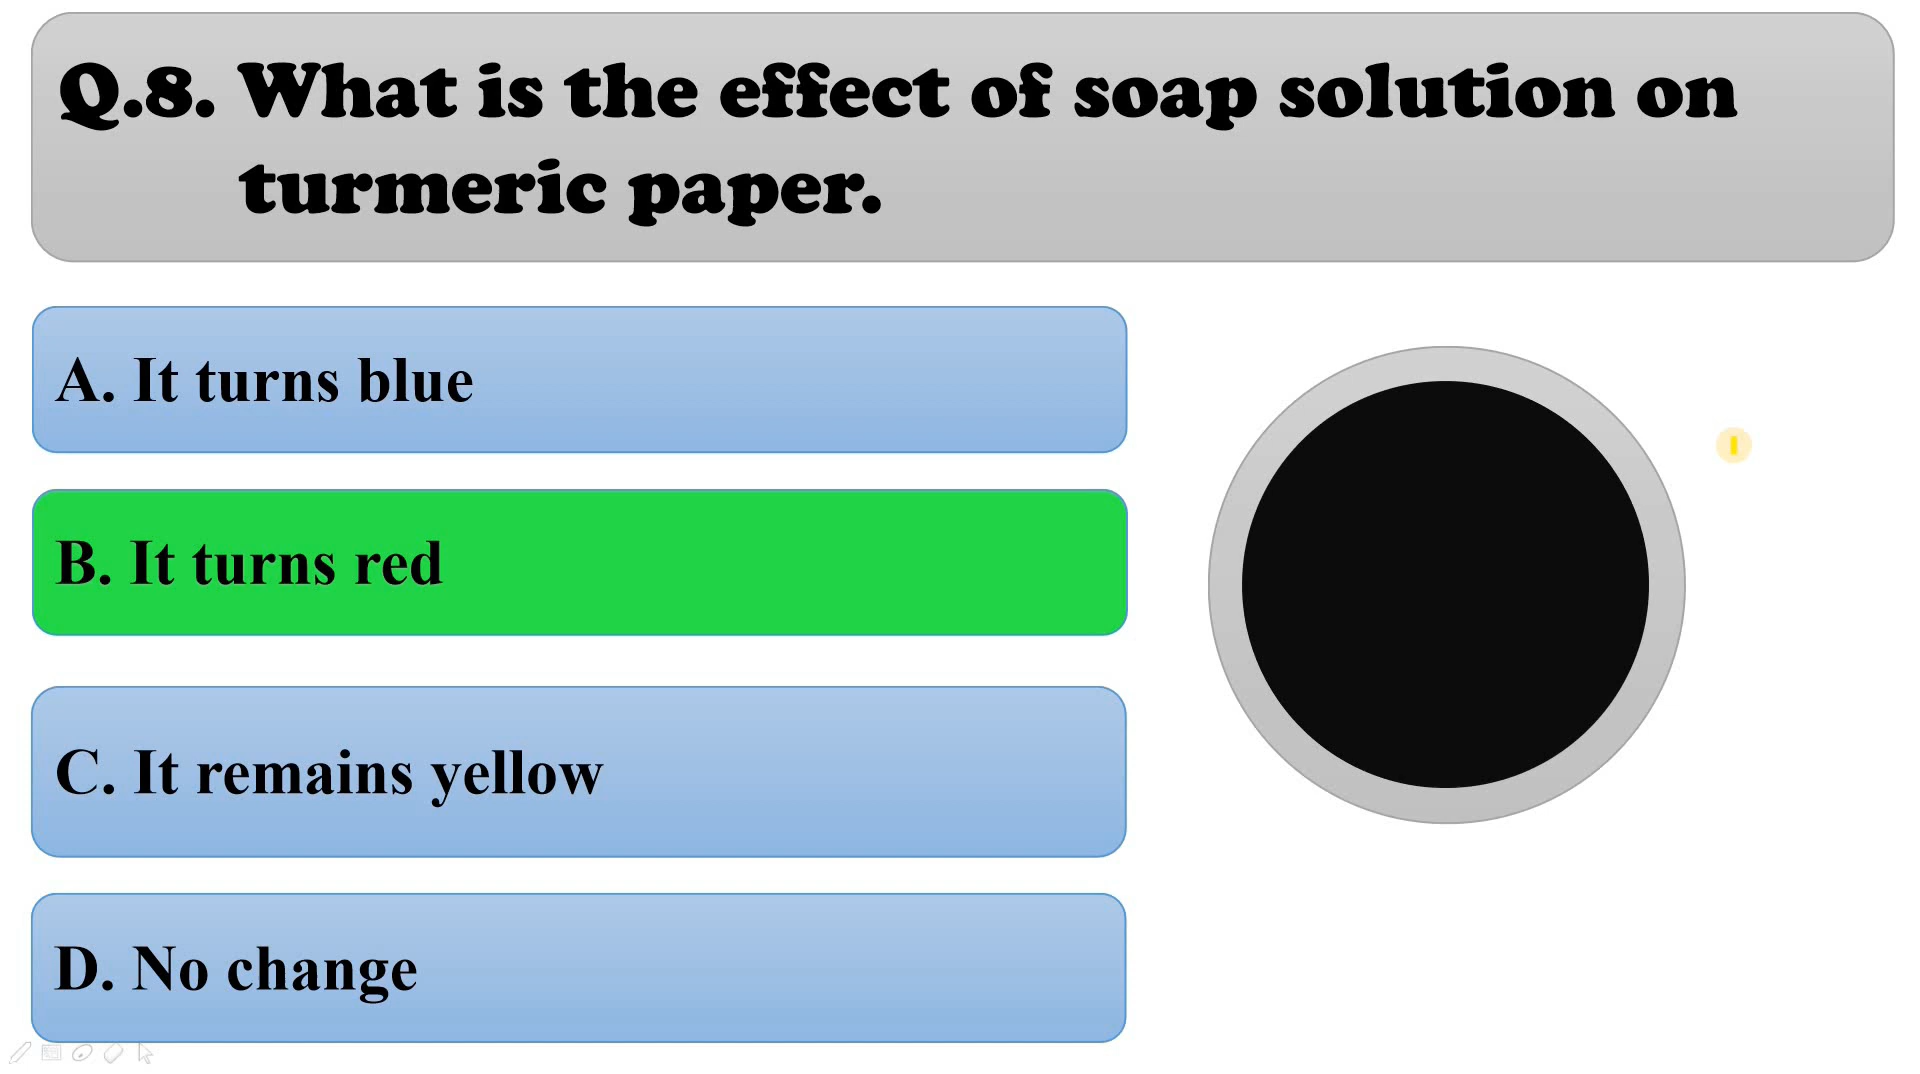 Q.8. What is the effect of soap solution on
turmeric paper.
A. It turns blue
B. It turns red
C. It remains yellow
D. No change